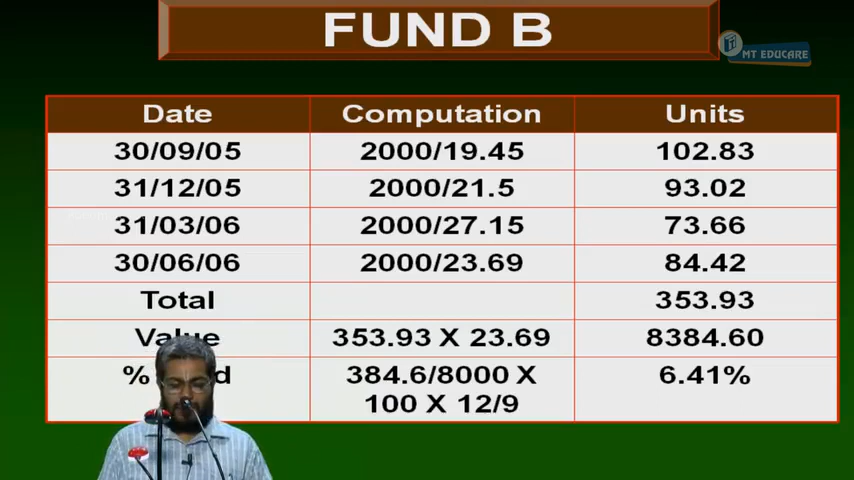 FUND B
MT EDUCARE
Date Computation Units
30/09/05 2000/19.45 102.83
31/12/05 2000/21.5 93.02
31/03/06 2000/27.15 73.66
30/06/06 2000/23.69 84.42
Total 353.93
Value 353.93 X 23.69 8384.60
% 384.6/8000 X 6.41%
100 X 12/9